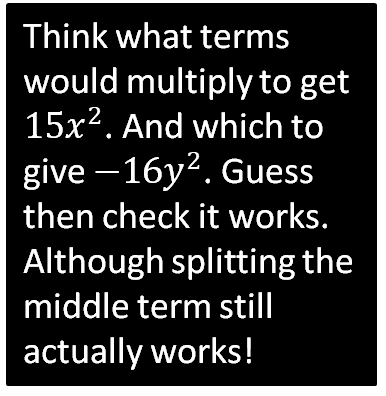 Think what terms
would multiply to get
15x². And which to
give −16y². Guess
then check it works.
Although splitting the
middle term still
actually works!